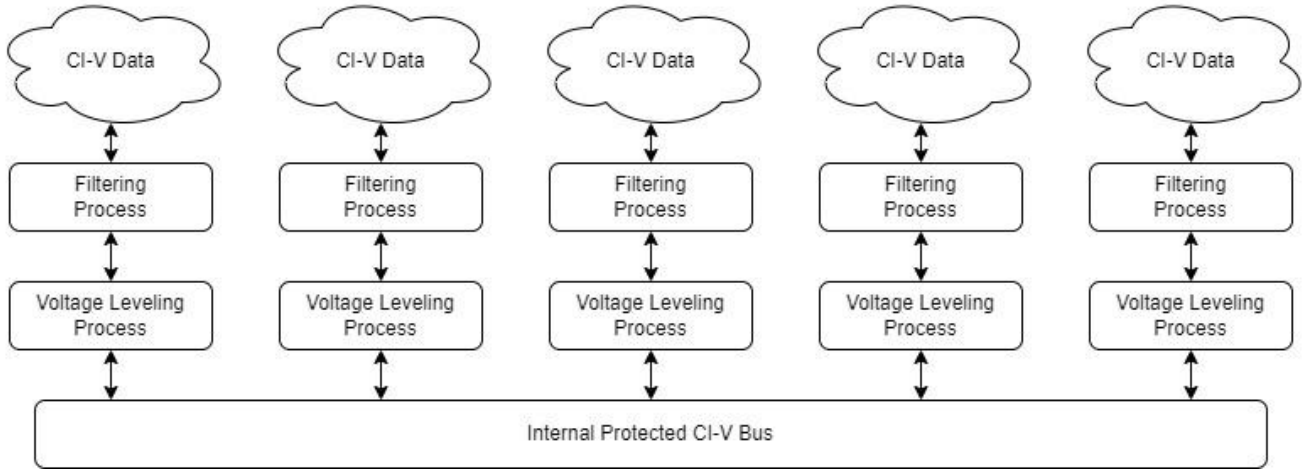 CI-V Data
CI-V Data
CI-V Data
CI-V Data
CI-V Data
Filtering
Process
Filtering
Process
Filtering
Process
Filtering
Process
Filtering
Process
Voltage Leveling
Process
Voltage Leveling
Process
Voltage Leveling
Process
Voltage Leveling
Process
Voltage Leveling
Process
Internal Protected CI-V Bus